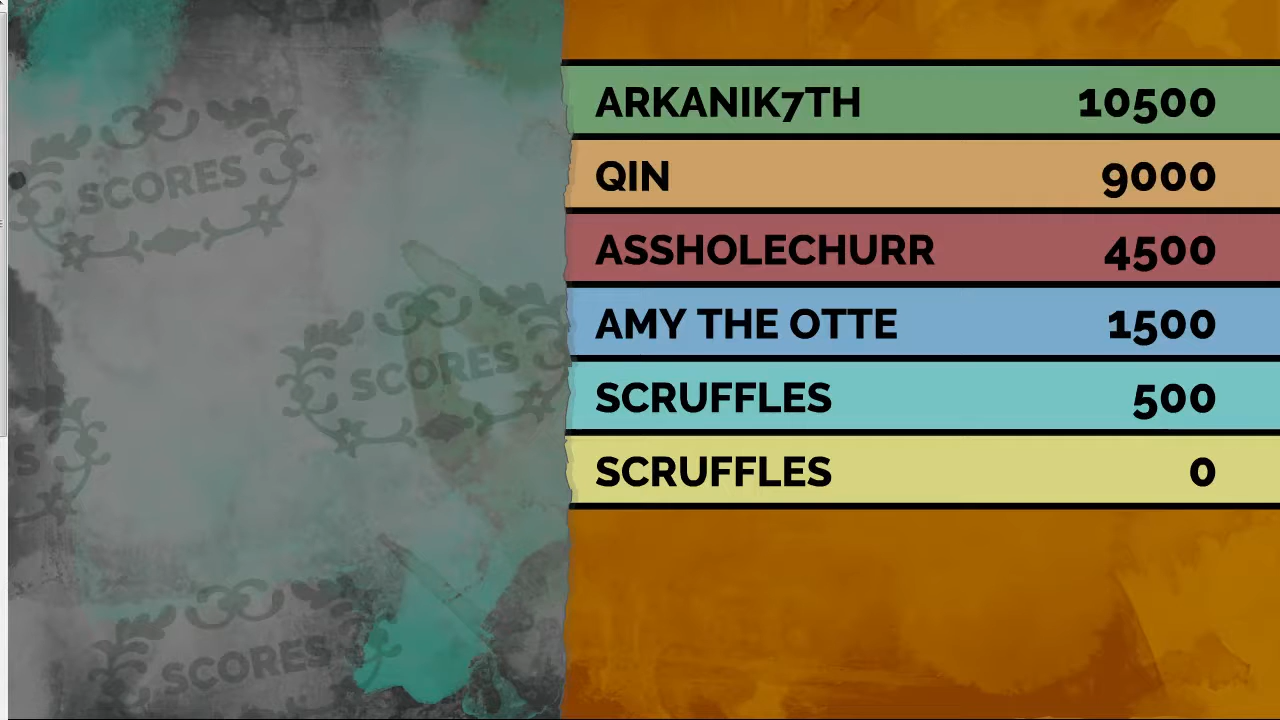 SCORES
SCORES
S
SCORES
ARKANIK7TH 10500
QIN 9000
ASSHOLECHURR 4500
AMY THE OTTE 1500
SCRUFFLES 500
SCRUFFLES 0